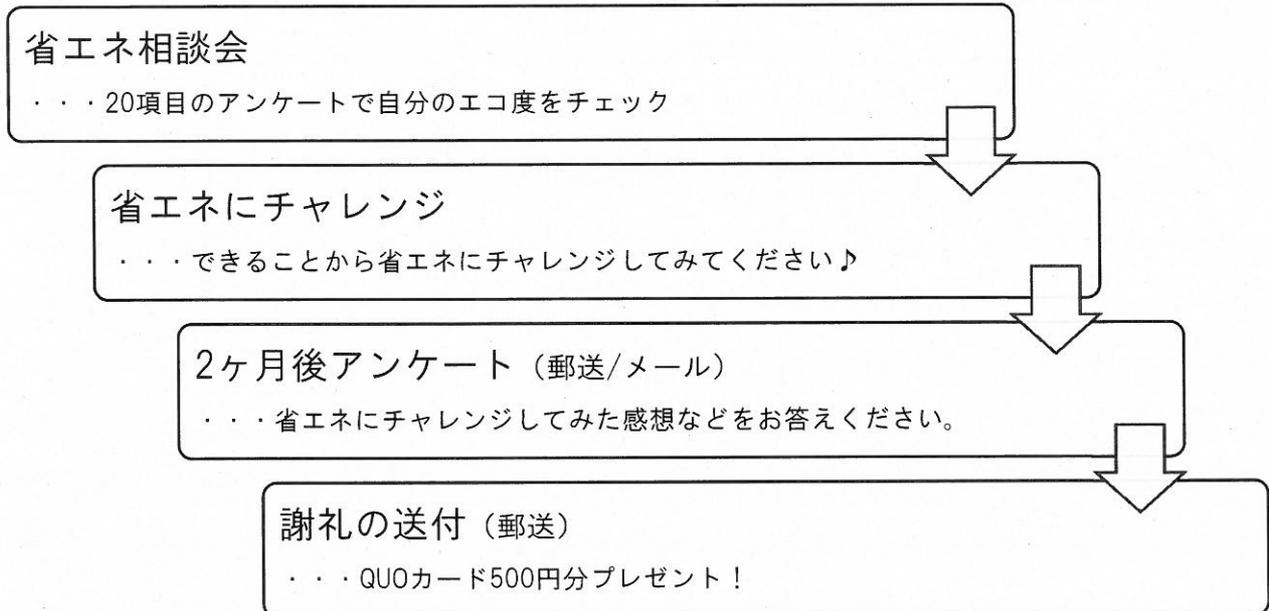 省エネ相談会
・・・20項目のアンケートで自分のエコ度をチェック
省エネにチャレンジ
・・・できることから省エネにチャレンジしてみてください♪
2ヶ月後アンケート（郵送/メール）
・・・省エネにチャレンジしてみた感想などをお答えください。
謝礼の送付（郵送）
・・・QUOカード500円分プレゼント！